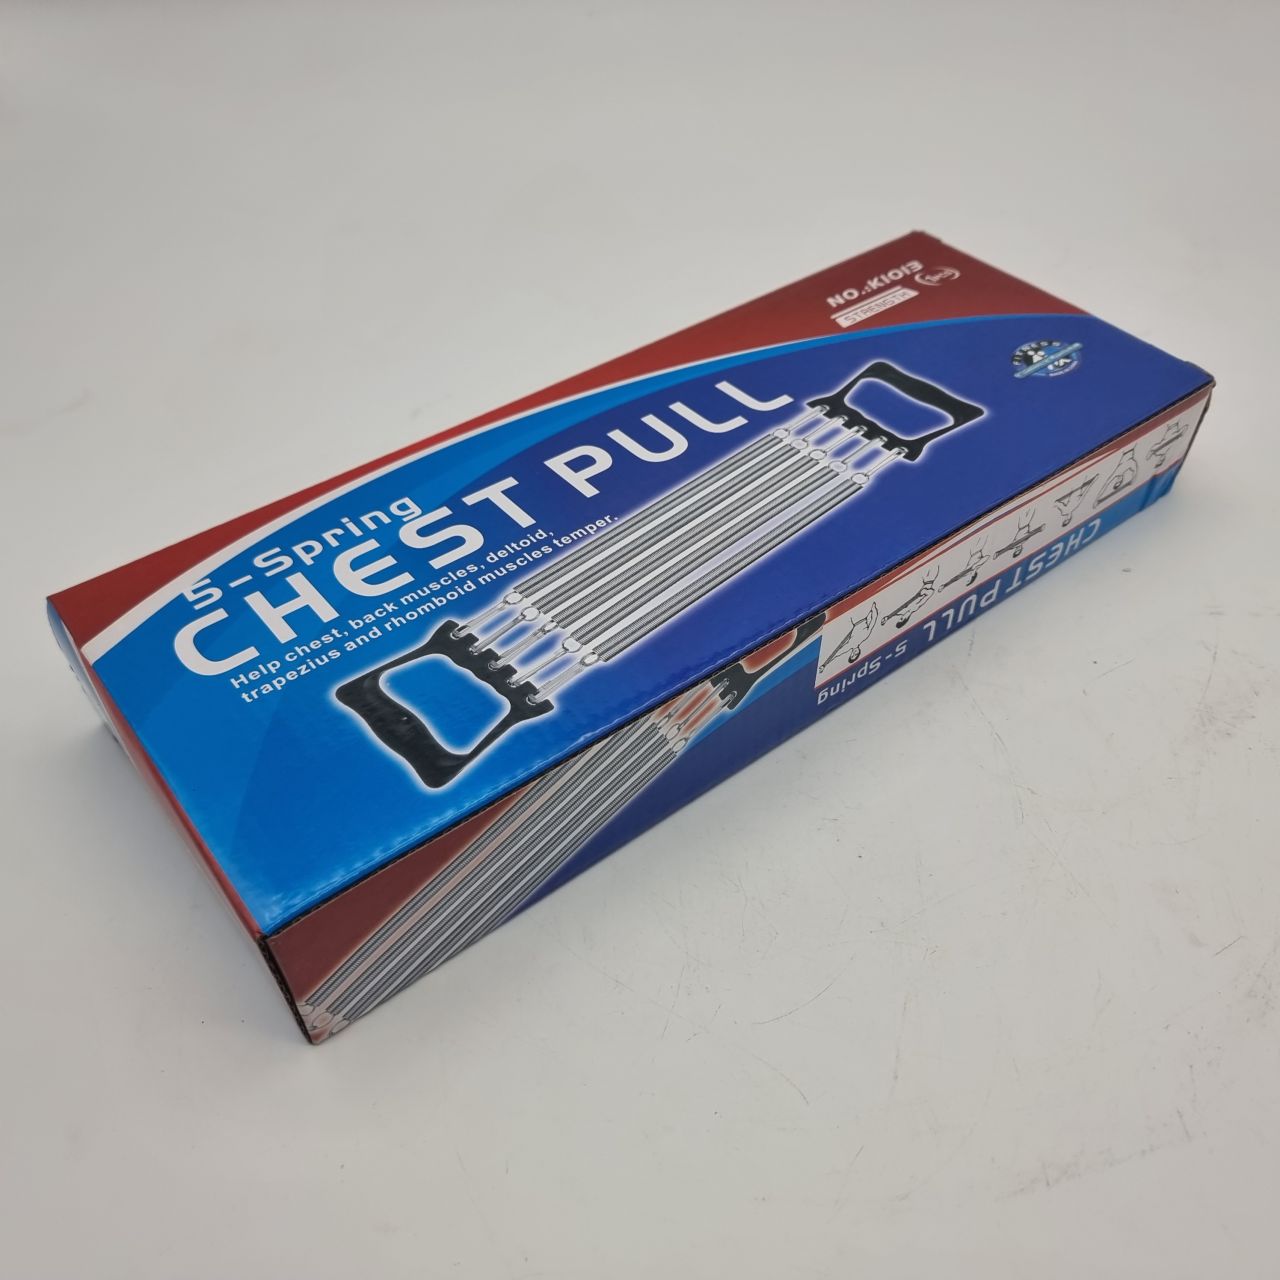 NO.:K1013
STRENGTH
5-Spring
CHEST PULL
Help chest, back muscles, deltoid,
trapezius and rhomboid muscles temper.
CHEST PULL
5-Spring